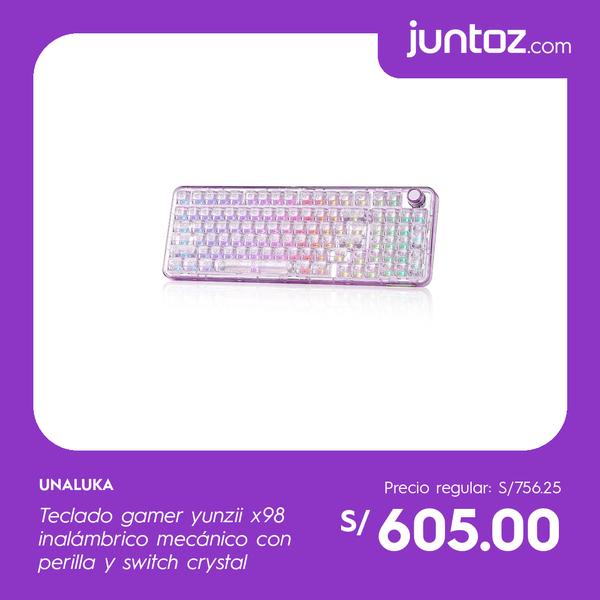 juntoz.com
UNALUKA
Teclado gamer yunzii x98
inalámbrico mecánico con
perilla y switch crystal
Precio regular: S/756.25
S/ 605.00